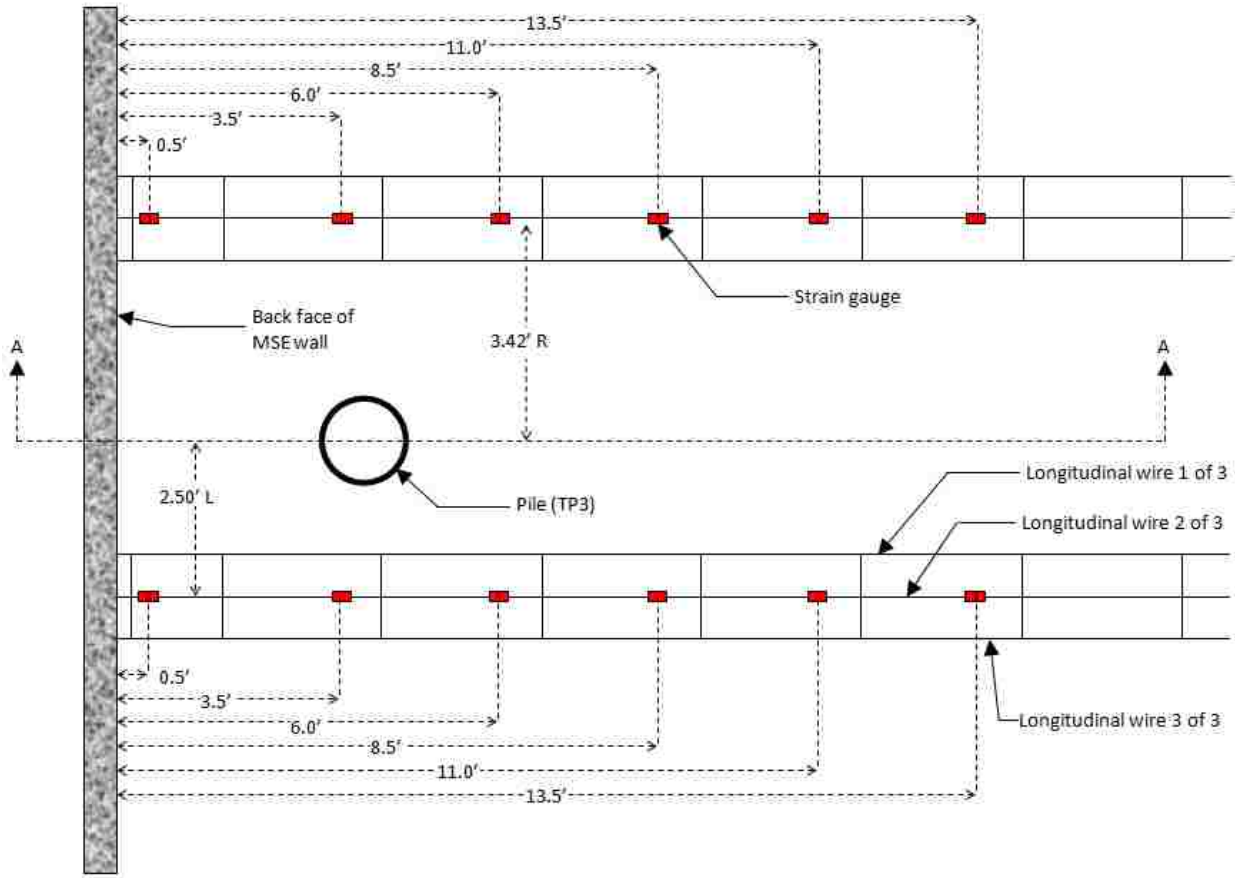 13.5’
11.0’
8.5’
6.0’
3.5’
0.5’
Strain gauge
Back face of
MSE wall
3.42’ R
A
A
2.50’ L
Pile (TP3)
Longitudinal wire 1 of 3
Longitudinal wire 2 of 3
0.5’
3.5’
6.0’
8.5’
11.0’
13.5’
Longitudinal wire 3 of 3